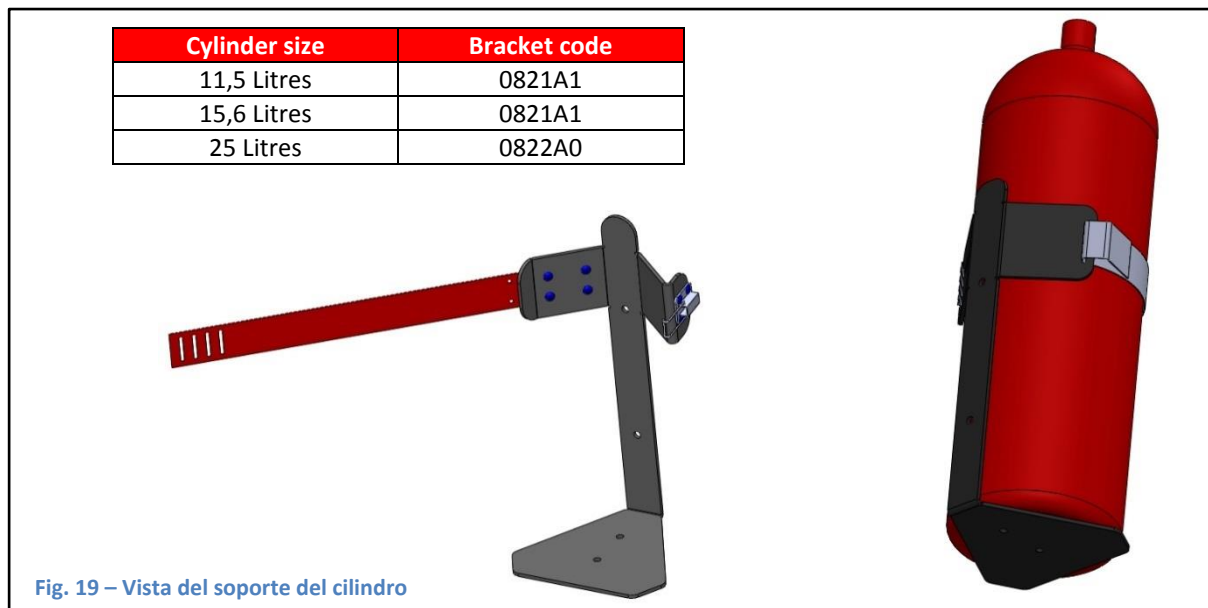 Cylinder size Bracket code
11,5 Litres 0821A1
15,6 Litres 0821A1
25 Litres 0822A0
Fig. 19 – Vista del soporte del cilindro